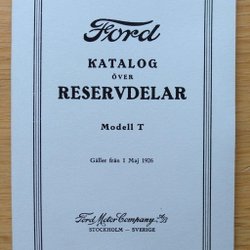 Ford
KATALOG
ÖVER
RESERVDELAR
Modell T
Gäller från 1 Maj 1926
Ford Motor Company A/B
STOCKHOLM – SVERIGE